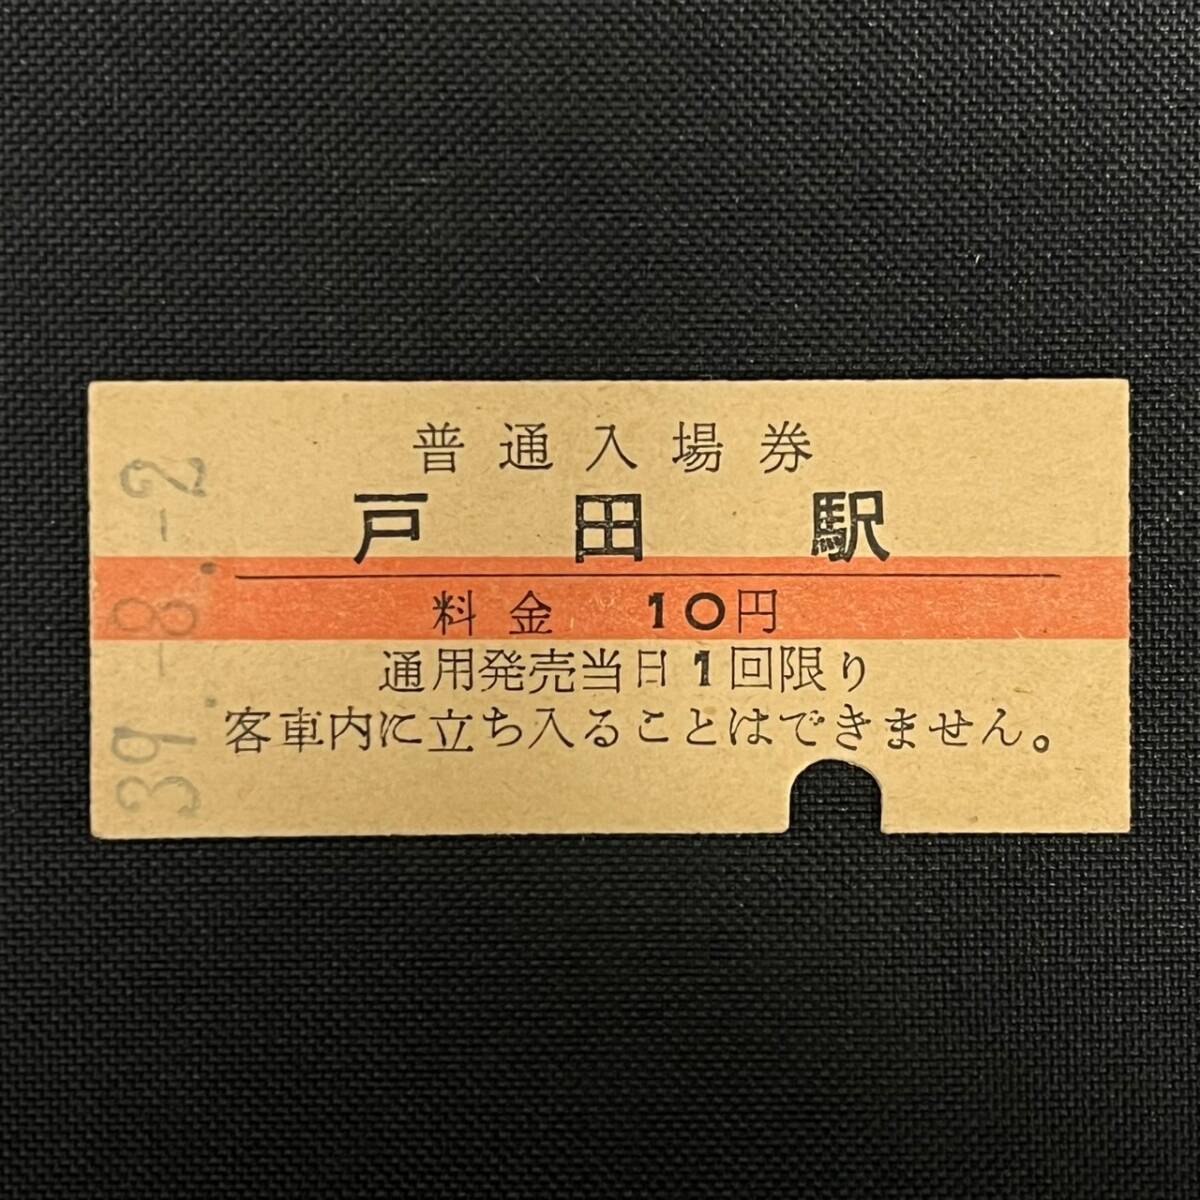 普通入場券
戸田駅
料金 10円
通用発売当日1回限り
客車内に立ち入ることはできません。
39.-8.-2